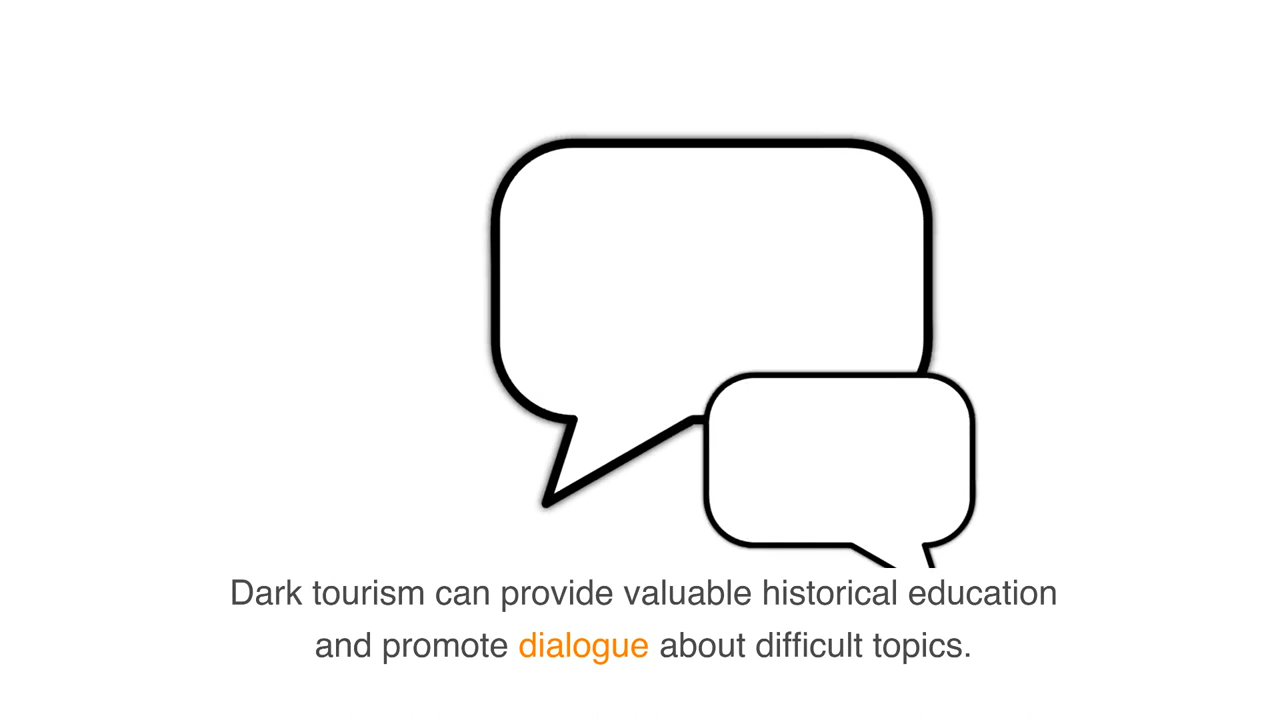 Dark tourism can provide valuable historical education
and promote dialogue about difficult topics.